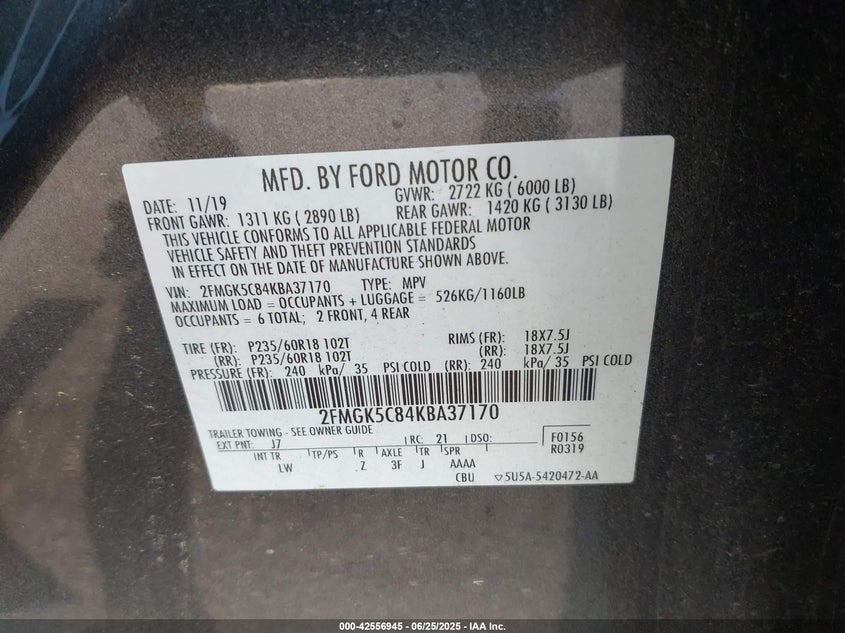 MFD. BY FORD MOTOR CO.
DATE: 11/19 GVWR: 2722 KG ( 6000 LB)
FRONT GAWR: 1311 KG ( 2890 LB) REAR GAWR: 1420 KG ( 3130 LB)
THIS VEHICLE CONFORMS TO ALL APPLICABLE FEDERAL MOTOR
VEHICLE SAFETY AND THEFT PREVENTION STANDARDS
IN EFFECT ON THE DATE OF MANUFACTURE SHOWN ABOVE.
VIN: 2FMGK5C84KBA37170 TYPE: MPV
MAXIMUM LOAD = OCCUPANTS + LUGGAGE = 526KG/1160LB
OCCUPANTS = 6 TOTAL; 2 FRONT, 4 REAR
TIRE (FR): P235/60R18 102T RIMS (FR): 18X7.5J
(RR): P235/60R18 102T (RR): 18X7.5J
PRESSURE (FR): 240 kPa/ 35 PSI COLD (RR): 240 kPa/ 35 PSI COLD
2FMGK5C84KBA37170
TRAILER TOWING - SEE OWNER GUIDE
EXT PNT: J7 RC: 21 DSO: F0156
INT TR TP/PS R AXLE TR SPR R0319
LW Z 3F J AAAA
CBU ▽5U5A-5420472-AA
000-42556945 - 06/25/2025 - IAA Inc.